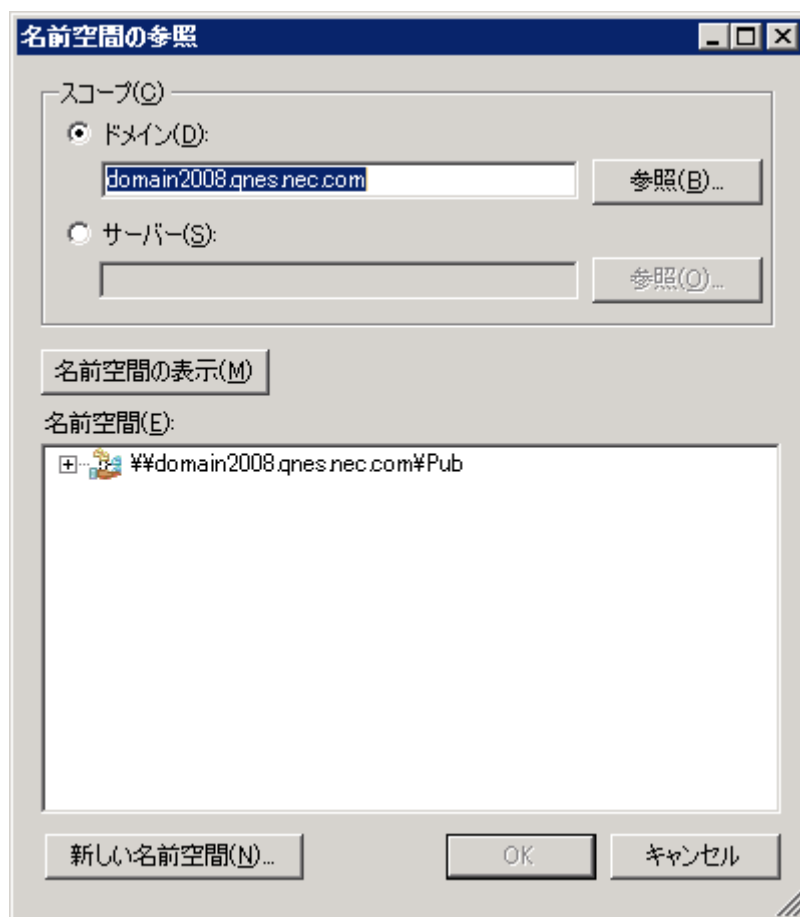 名前空間の参照
スコープ(C)
ドメイン(D):
domain2008.qnes.nec.com
参照(B)...
サーバー(S):
参照(O)...
名前空間の表示(M)
名前空間(E):
¥¥domain2008.qnes.nec.com¥Pub
新しい名前空間(N)...
OK
キャンセル